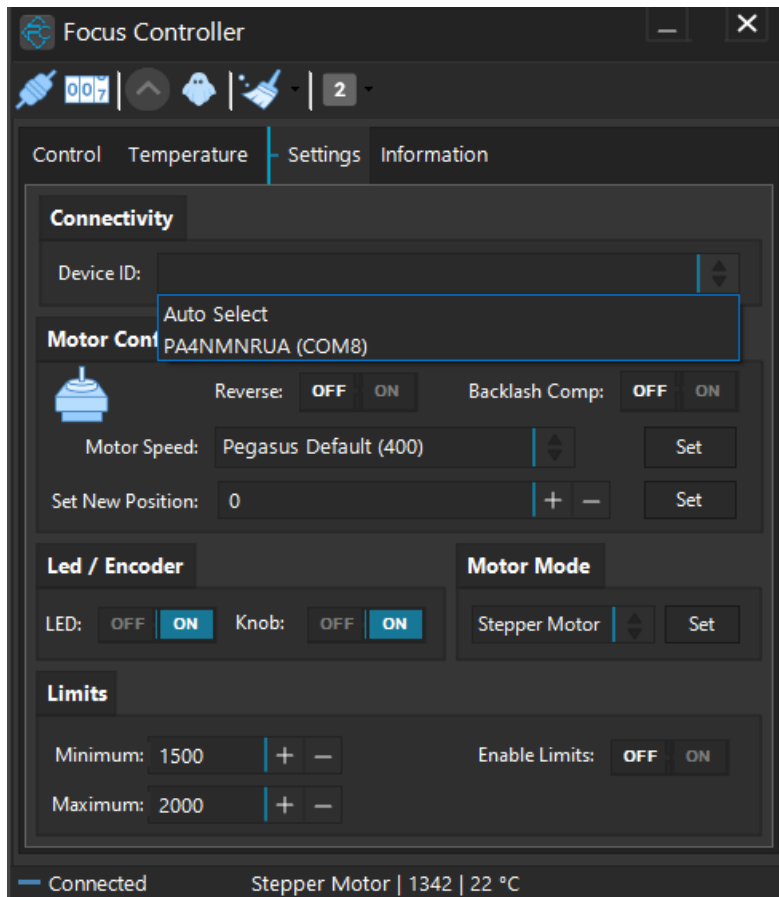 Focus Controller
007
2
Control Temperature Settings Information
Connectivity
Device ID:
Auto Select
PA4NMNRUA (COM8)
Motor Cont
Reverse: OFF ON Backlash Comp: OFF ON
Motor Speed: Pegasus Default (400) Set
Set New Position: 0 + − Set
Led / Encoder Motor Mode
LED: OFF ON Knob: OFF ON Stepper Motor Set
Limits
Minimum: 1500 + − Enable Limits: OFF ON
Maximum: 2000 + −
Connected Stepper Motor | 1342 | 22 °C